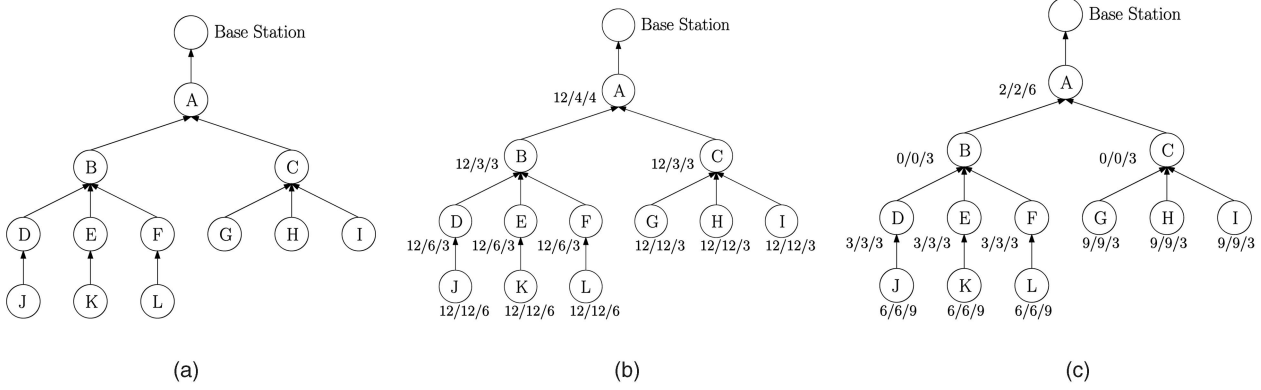 Base Station
A
B
C
D
E
F
G
H
I
J
K
L
(a)
Base Station
12/4/4
A
12/3/3
B
12/3/3
C
D
E
F
G
H
I
12/6/3
12/6/3
12/6/3
12/12/3
12/12/3
12/12/3
J
K
L
12/12/6
12/12/6
12/12/6
(b)
Base Station
A
2/2/6
B
C
0/0/3
0/0/3
D
E
F
G
H
I
3/3/3
3/3/3
3/3/3
9/9/3
9/9/3
9/9/3
J
K
L
6/6/9
6/6/9
6/6/9
(c)